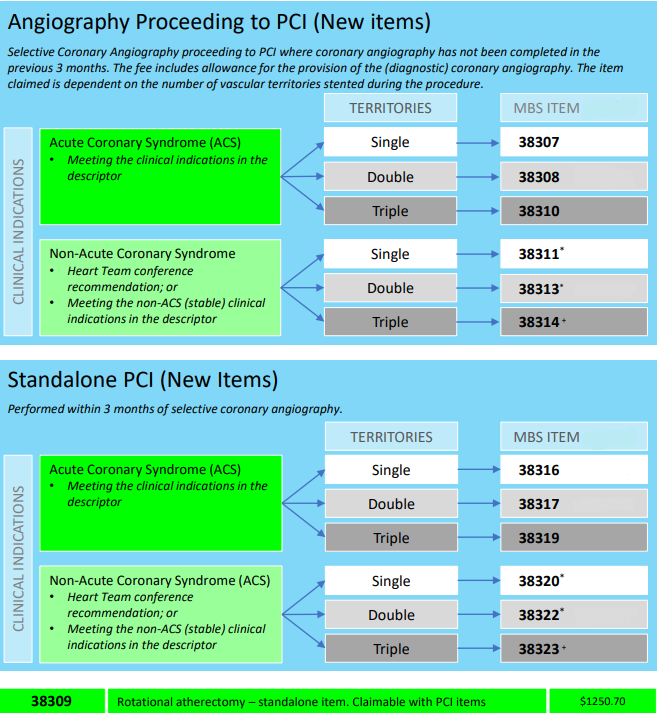 Angiography Proceeding to PCI (New items)
Selective Coronary Angiography proceeding to PCI where coronary angiography has not been completed in the
previous 3 months. The fee includes allowance for the provision of the (diagnostic) coronary angiography. The item
claimed is dependent on the number of vascular territories stented during the procedure.
TERRITORIES
MBS ITEM
CLINICAL INDICATIONS
Acute Coronary Syndrome (ACS)
• Meeting the clinical indications in the
descriptor
Single
38307
Double
38308
Triple
38310
Non-Acute Coronary Syndrome
• Heart Team conference
recommendation; or
• Meeting the non-ACS (stable) clinical
indications in the descriptor
Single
38311*
Double
38313*
Triple
38314+
Standalone PCI (New Items)
Performed within 3 months of selective coronary angiography.
TERRITORIES
MBS ITEM
CLINICAL INDICATIONS
Acute Coronary Syndrome (ACS)
• Meeting the clinical indications in the
descriptor
Single
38316
Double
38317
Triple
38319
Non-Acute Coronary Syndrome (ACS)
• Heart Team conference
recommendation; or
• Meeting the non-ACS (stable) clinical
indications in the descriptor
Single
38320*
Double
38322*
Triple
38323+
38309
Rotational atherectomy – standalone item. Claimable with PCI items
$1250.70